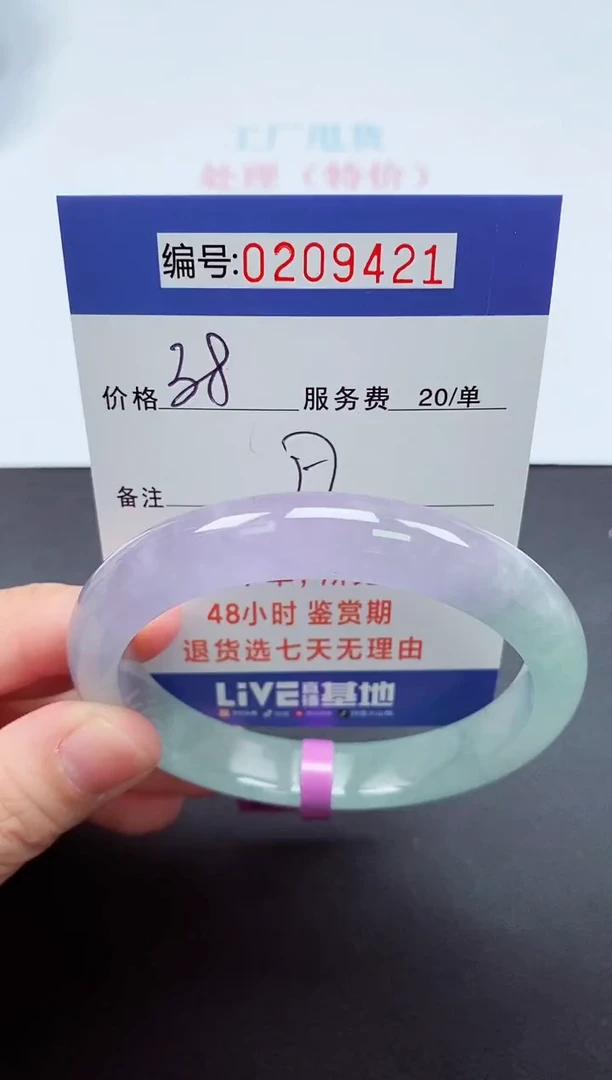 工厂甩货
处理（特价）
编号:0209421
价格 38 服务费 20/单
备注
48小时 鉴赏期
退货选七天无理由
LiVE 基地